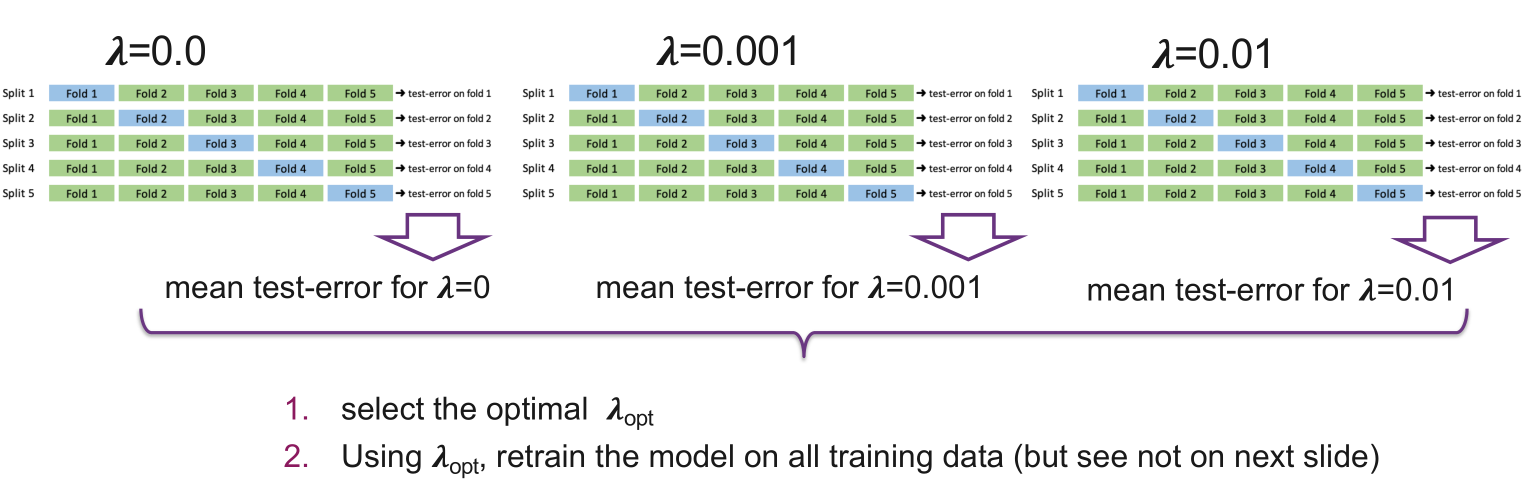 λ=0.0 λ=0.001 λ=0.01
Split 1 Fold 1 Fold 2 Fold 3 Fold 4 Fold 5 → test-error on fold 1 Split 1 Fold 1 Fold 2 Fold 3 Fold 4 Fold 5 → test-error on fold 1 Split 1 Fold 1 Fold 2 Fold 3 Fold 4 Fold 5 → test-error on fold 1
Split 2 Fold 1 Fold 2 Fold 3 Fold 4 Fold 5 → test-error on fold 2 Split 2 Fold 1 Fold 2 Fold 3 Fold 4 Fold 5 → test-error on fold 2 Split 2 Fold 1 Fold 2 Fold 3 Fold 4 Fold 5 → test-error on fold 2
Split 3 Fold 1 Fold 2 Fold 3 Fold 4 Fold 5 → test-error on fold 3 Split 3 Fold 1 Fold 2 Fold 3 Fold 4 Fold 5 → test-error on fold 3 Split 3 Fold 1 Fold 2 Fold 3 Fold 4 Fold 5 → test-error on fold 3
Split 4 Fold 1 Fold 2 Fold 3 Fold 4 Fold 5 → test-error on fold 4 Split 4 Fold 1 Fold 2 Fold 3 Fold 4 Fold 5 → test-error on fold 4 Split 4 Fold 1 Fold 2 Fold 3 Fold 4 Fold 5 → test-error on fold 4
Split 5 Fold 1 Fold 2 Fold 3 Fold 4 Fold 5 → test-error on fold 5 Split 5 Fold 1 Fold 2 Fold 3 Fold 4 Fold 5 → test-error on fold 5 Split 5 Fold 1 Fold 2 Fold 3 Fold 4 Fold 5 → test-error on fold 5
mean test-error for λ=0 mean test-error for λ=0.001 mean test-error for λ=0.01
1. select the optimal λopt
2. Using λopt, retrain the model on all training data (but see not on next slide)